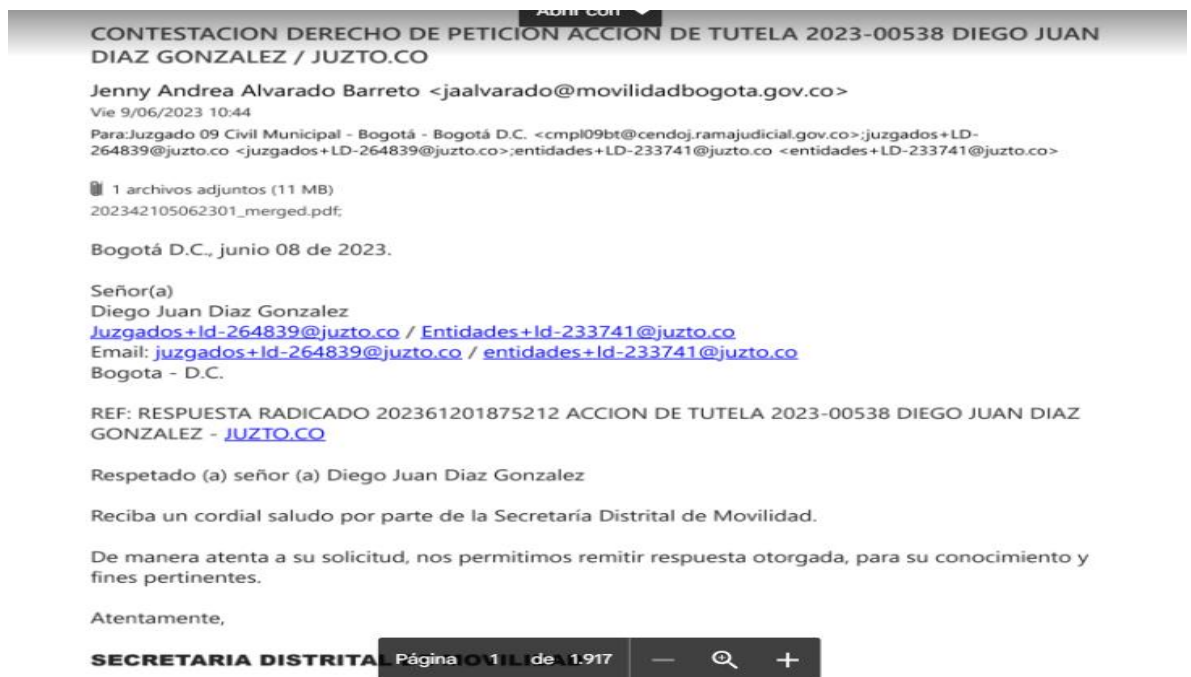 Abrir con
CONTESTACION DERECHO DE PETICIÓN ACCION DE TUTELA 2023-00538 DIEGO JUAN
DIAZ GONZALEZ / JUZTO.CO
Jenny Andrea Alvarado Barreto <jaalvarado@movilidadbogota.gov.co>
Vie 9/06/2023 10:44
Para:Juzgado 09 Civil Municipal - Bogotá - Bogotá D.C. <cmpl09bt@cendoj.ramajudicial.gov.co>;juzgados+LD-
264839@juzto.co <juzgados+LD-264839@juzto.co>;entidades+LD-233741@juzto.co <entidades+LD-233741@juzto.co>
1 archivos adjuntos (11 MB)
202342105062301_merged.pdf;
Bogotá D.C., junio 08 de 2023.
Señor(a)
Diego Juan Diaz Gonzalez
Juzgados+ld-264839@juzto.co / Entidades+ld-233741@juzto.co
Email: juzgados+ld-264839@juzto.co / entidades+ld-233741@juzto.co
Bogota - D.C.
REF: RESPUESTA RADICADO 202361201875212 ACCION DE TUTELA 2023-00538 DIEGO JUAN DIAZ
GONZALEZ - JUZTO.CO
Respetado (a) señor (a) Diego Juan Diaz Gonzalez
Reciba un cordial saludo por parte de la Secretaría Distrital de Movilidad.
De manera atenta a su solicitud, nos permitimos remitir respuesta otorgada, para su conocimiento y
fines pertinentes.
Atentamente,
SECRETARIA DISTRITAL
Página 1 de 1.917